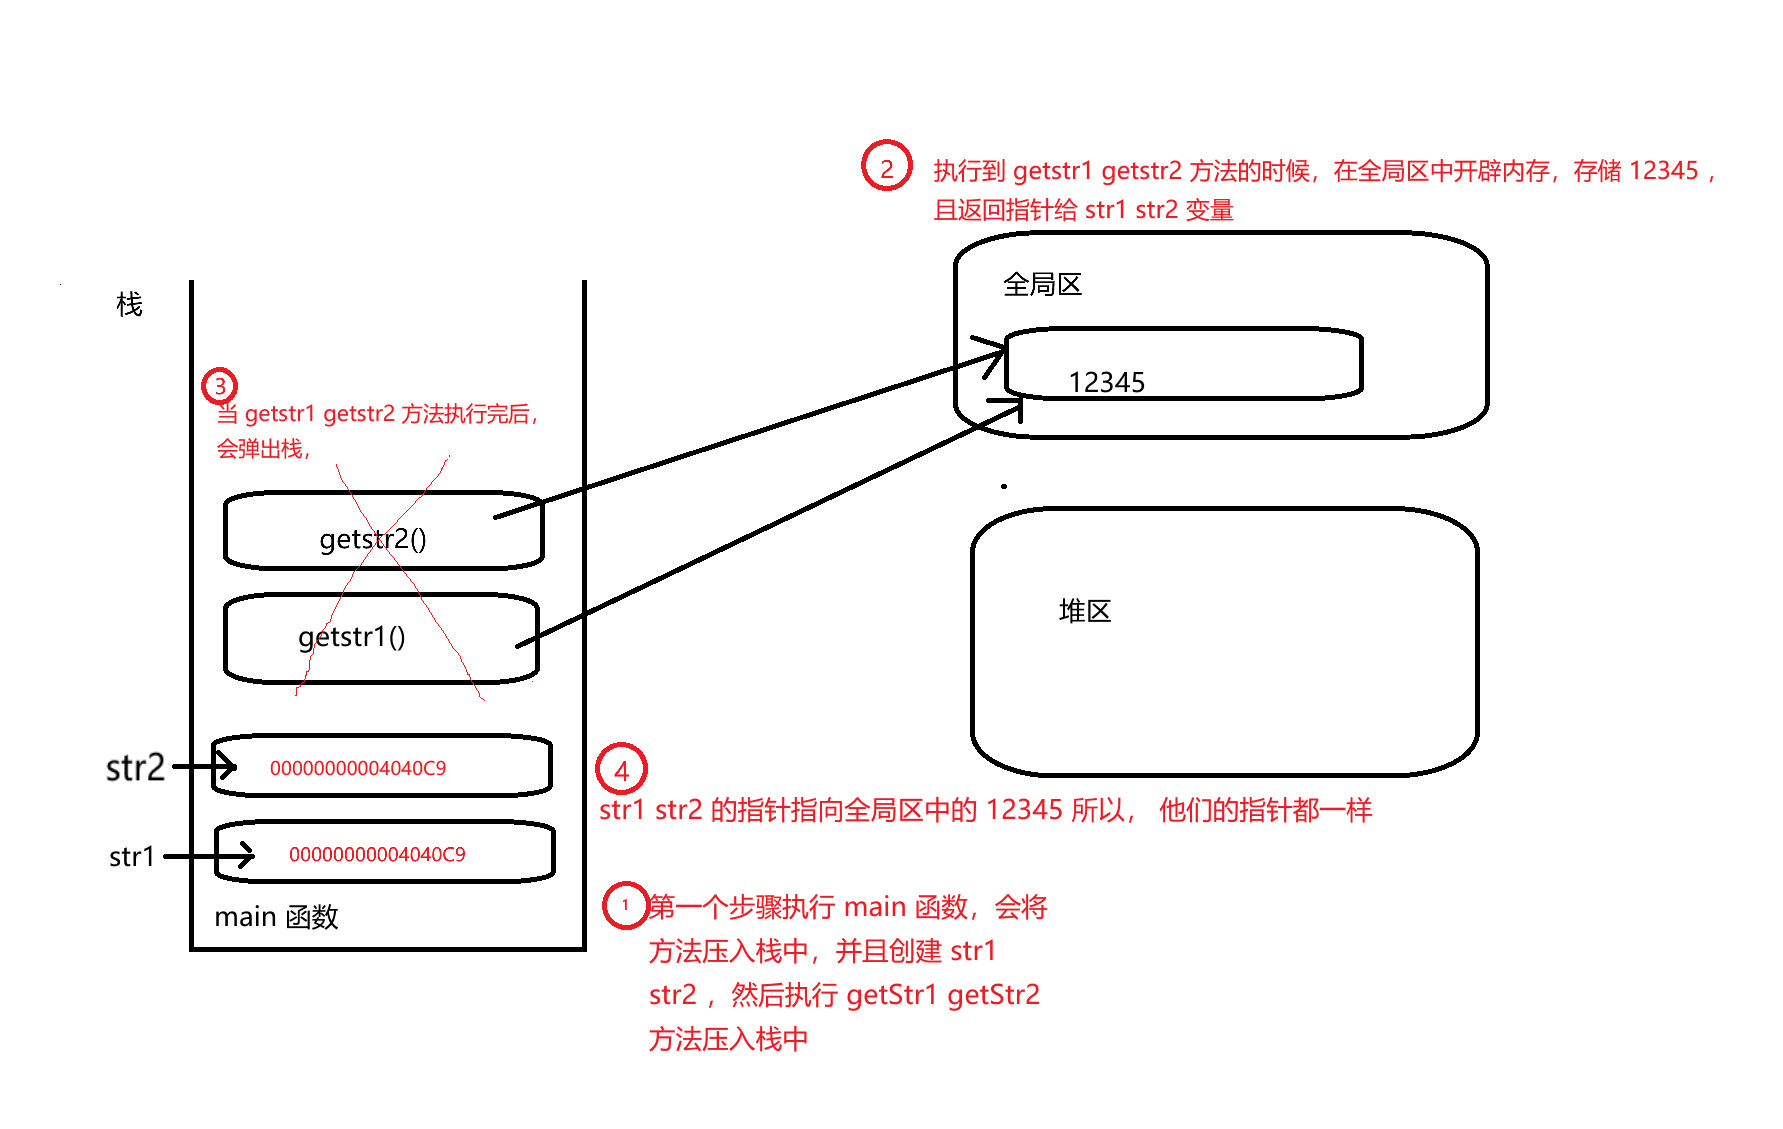 2
执行到 getstr1 getstr2 方法的时候，在全局区中开辟内存，存储 12345 ，
且返回指针给 str1 str2 变量
全局区
12345
栈
3
当 getstr1 getstr2 方法执行完后，
会弹出栈，
getstr2()
getstr1()
堆区
str2
00000000004040C9
str1
00000000004040C9
main 函数
4
str1 str2 的指针指向全局区中的 12345 所以， 他们的指针都一样
1
第一个步骤执行 main 函数，会将
方法压入栈中，并且创建 str1
str2 ，然后执行 getStr1 getStr2
方法压入栈中